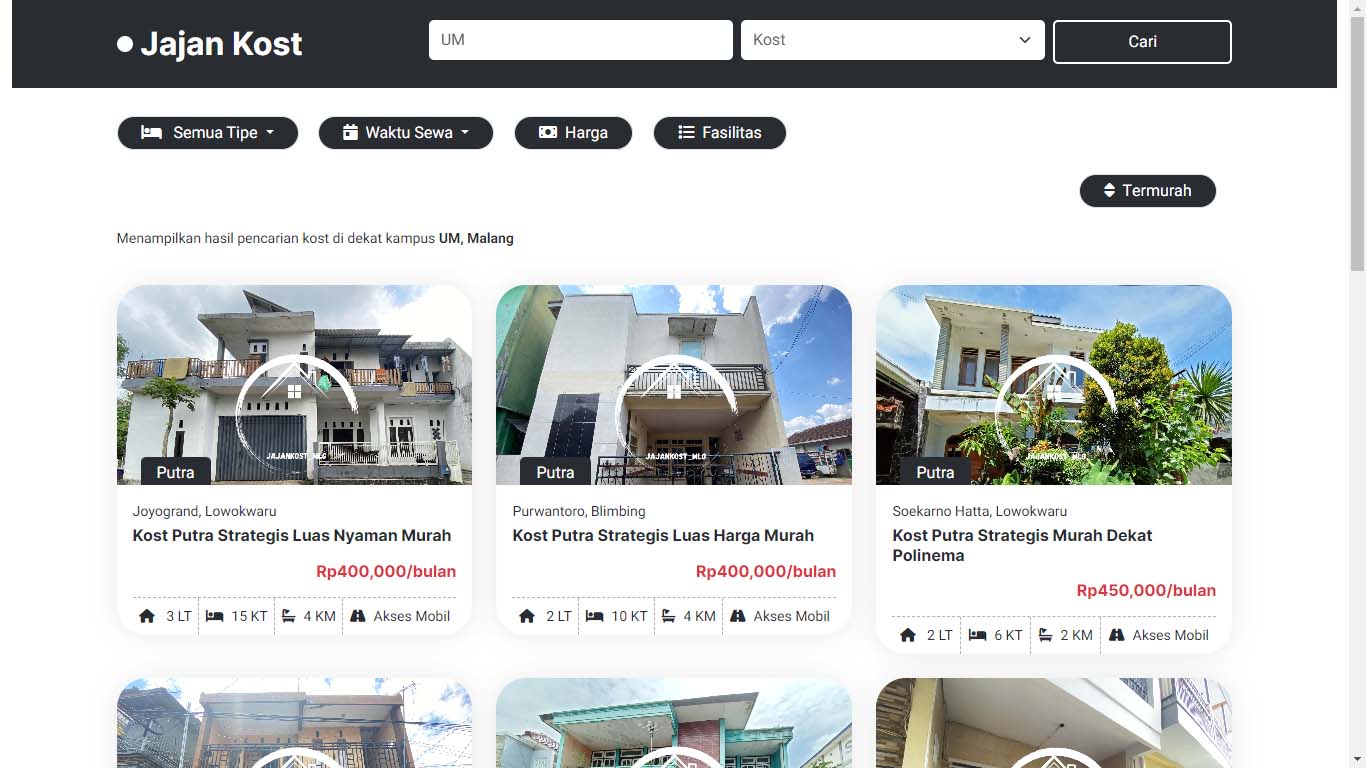 Jajan Kost
UM
Kost
Cari
Semua Tipe
Waktu Sewa
Harga
Fasilitas
Termurah
Menampilkan hasil pencarian kost di dekat kampus UM, Malang
JAJANKOST_MLG
Putra
Joyogrand, Lowokwaru
Kost Putra Strategis Luas Nyaman Murah
Rp400,000/bulan
3 LT
15 KT
4 KM
Akses Mobil
JAJANKOST_MLG
Putra
Purwantoro, Blimbing
Kost Putra Strategis Luas Harga Murah
Rp400,000/bulan
2 LT
10 KT
4 KM
Akses Mobil
JAJANKOST_MLG
Putra
Soekarno Hatta, Lowokwaru
Kost Putra Strategis Murah Dekat
Polinema
Rp450,000/bulan
2 LT
6 KT
2 KM
Akses Mobil